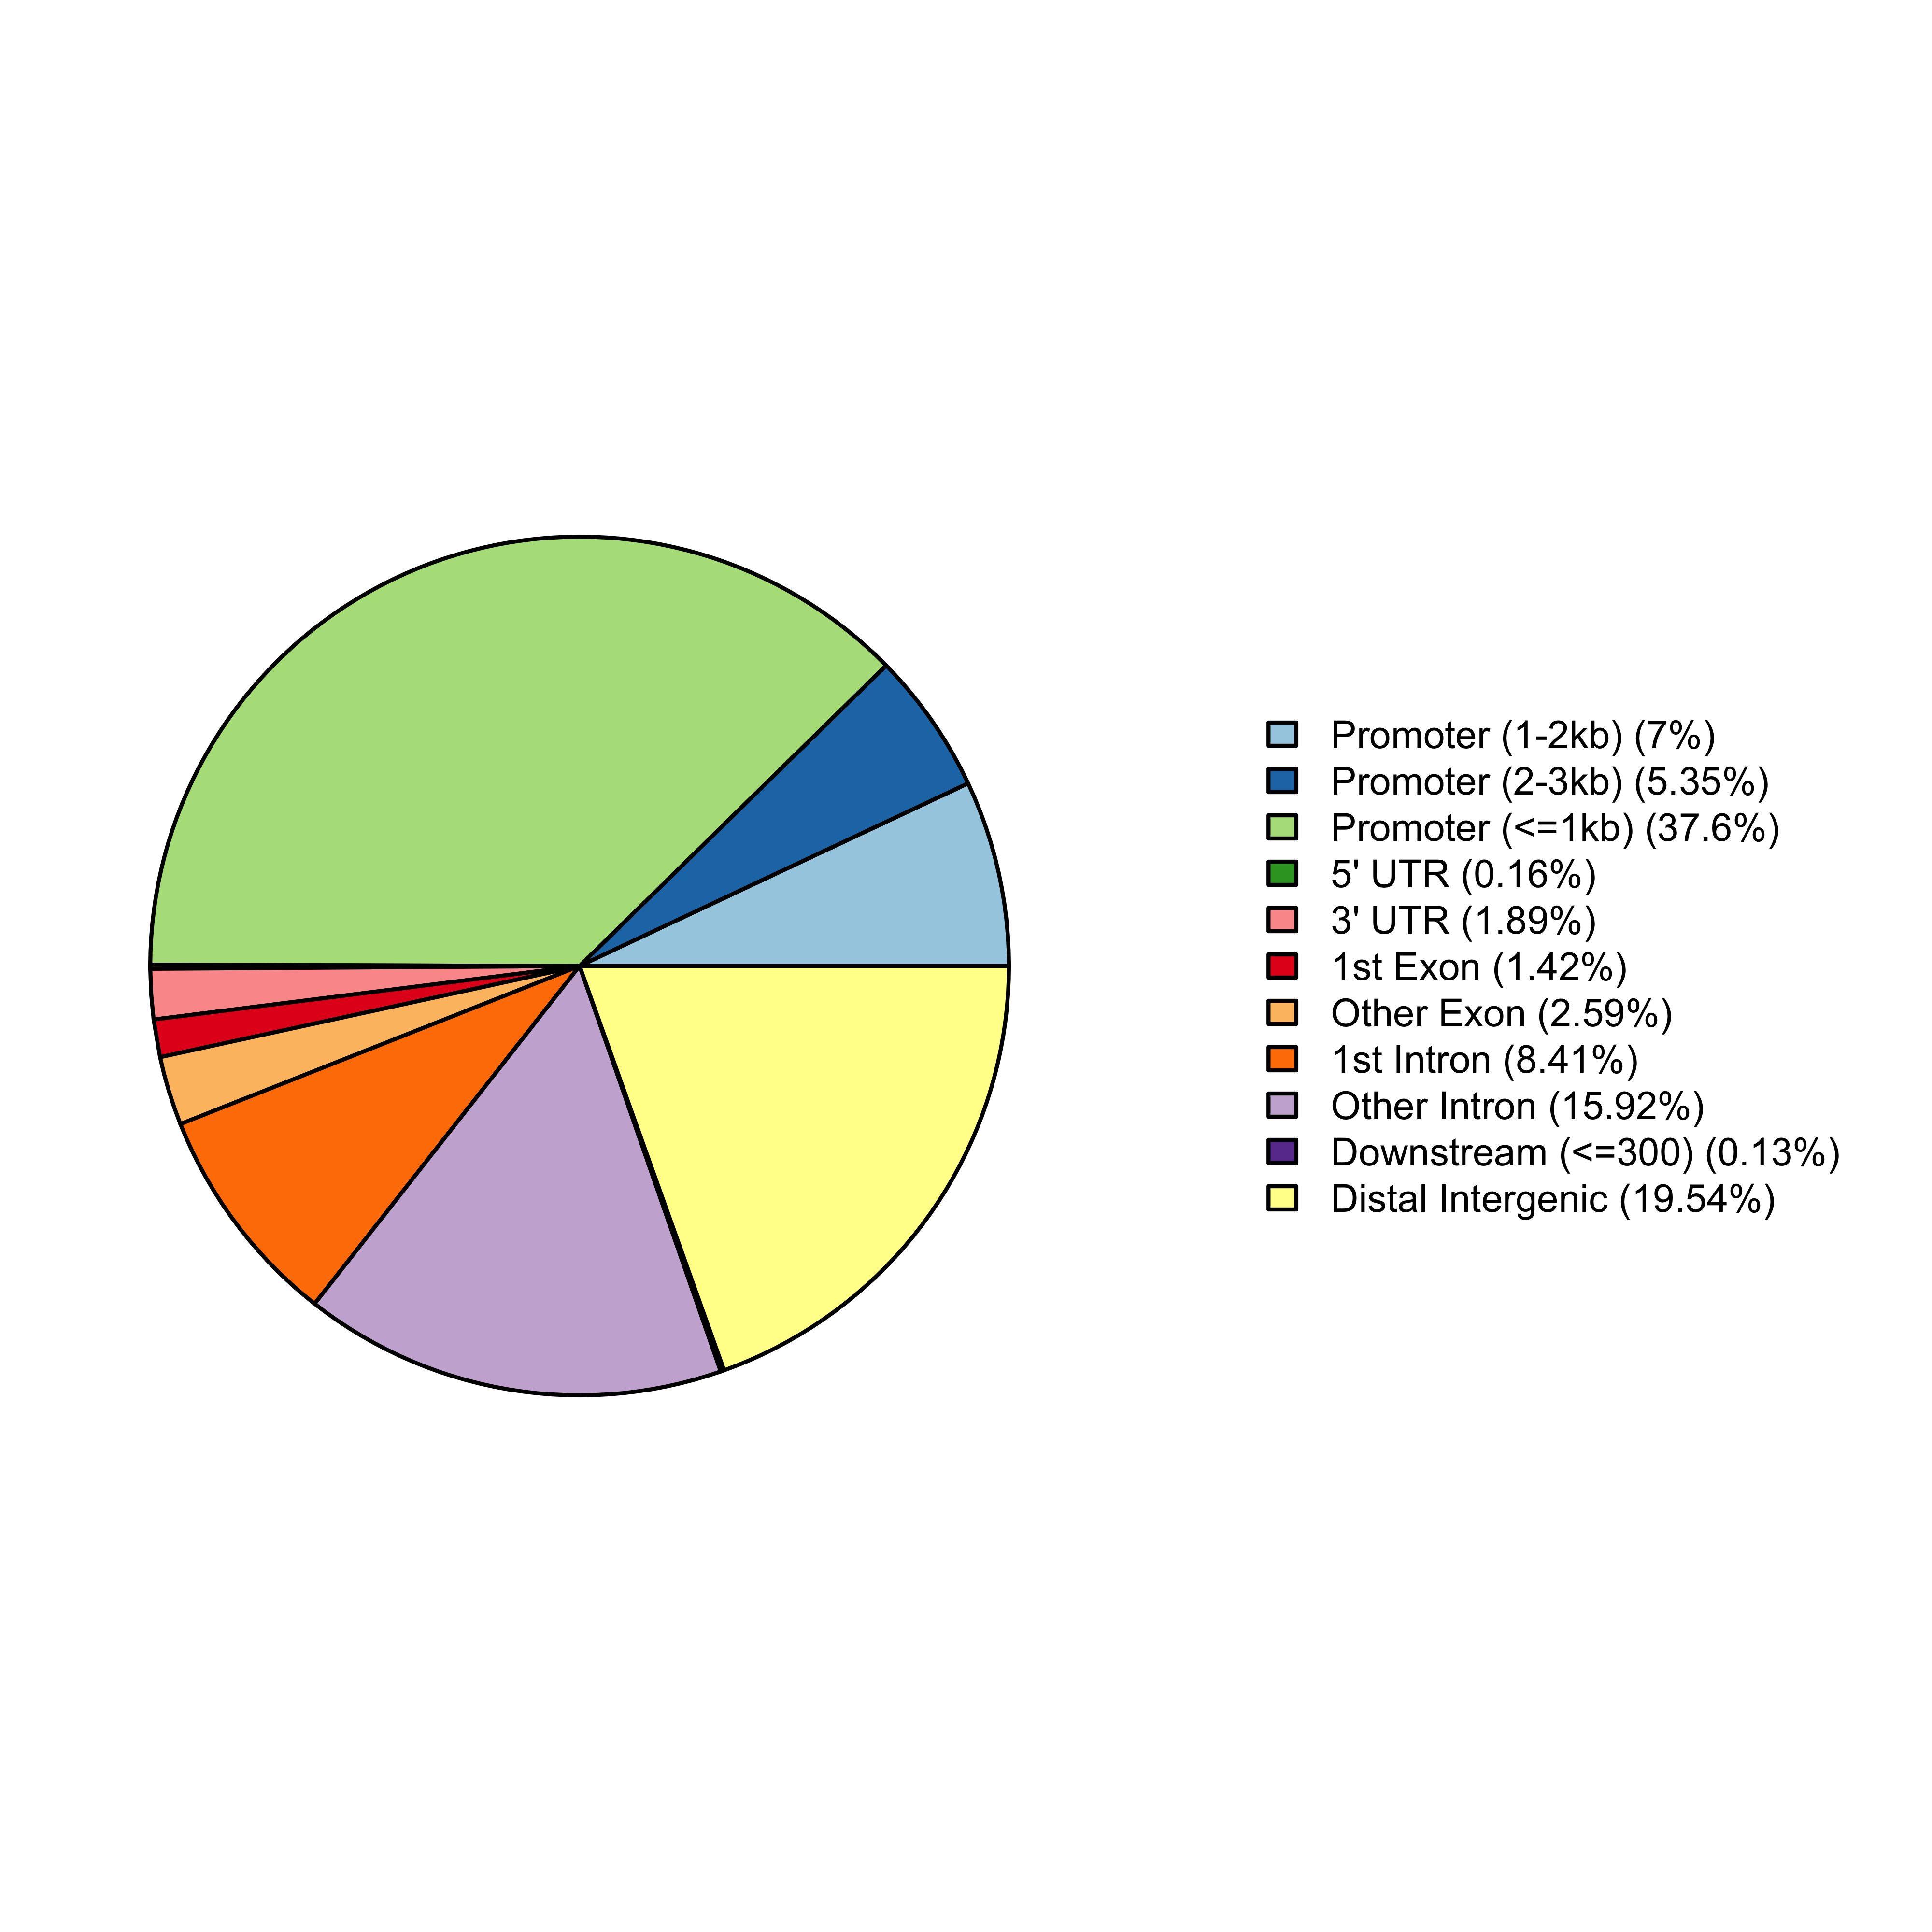 Promoter (1-2kb) (7%)
Promoter (2-3kb) (5.35%)
Promoter (<=1kb) (37.6%)
5' UTR (0.16%)
3' UTR (1.89%)
1st Exon (1.42%)
Other Exon (2.59%)
1st Intron (8.41%)
Other Intron (15.92%)
Downstream (<=300) (0.13%)
Distal Intergenic (19.54%)